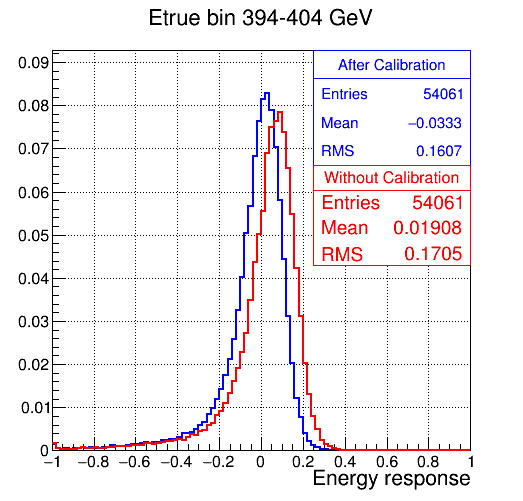 Etrue bin 394-404 GeV
After Calibration
Entries 54061
Mean −0.0333
RMS 0.1607
Without Calibration
Entries 54061
Mean 0.01908
RMS 0.1705
0.09
0.08
0.07
0.06
0.05
0.04
0.03
0.02
0.01
0
−1 −0.8 −0.6 −0.4 −0.2 0 0.2 0.4 0.6 0.8 1
Energy response